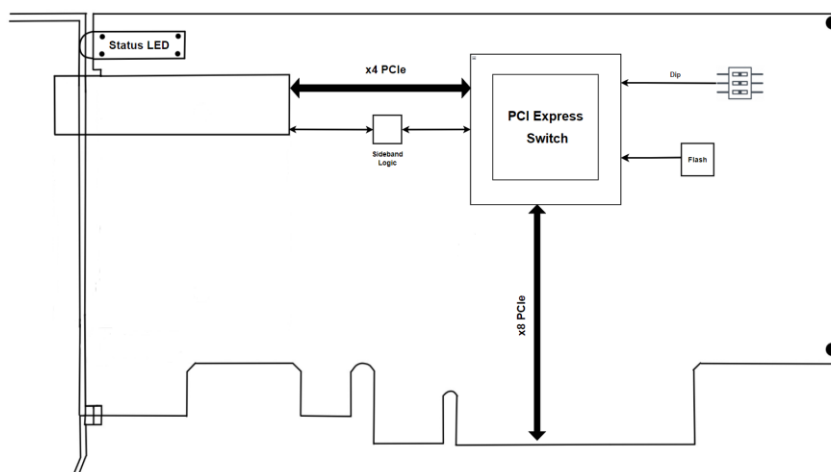 Status LED
x4 PCIe
Sideband
Logic
PCI Express
Switch
Dip
Flash
x8 PCIe